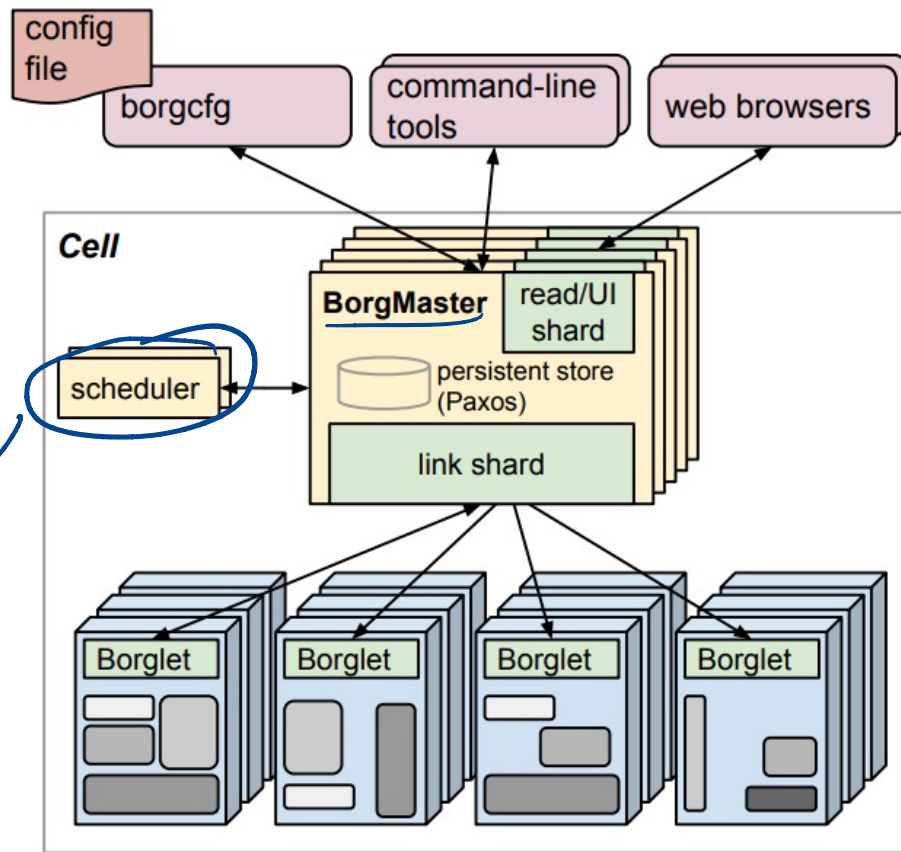 config
file
borgcfg
command-line
tools
web browsers
Cell
BorgMaster
read/UI
shard
scheduler
persistent store
(Paxos)
link shard
Borglet
Borglet
Borglet
Borglet